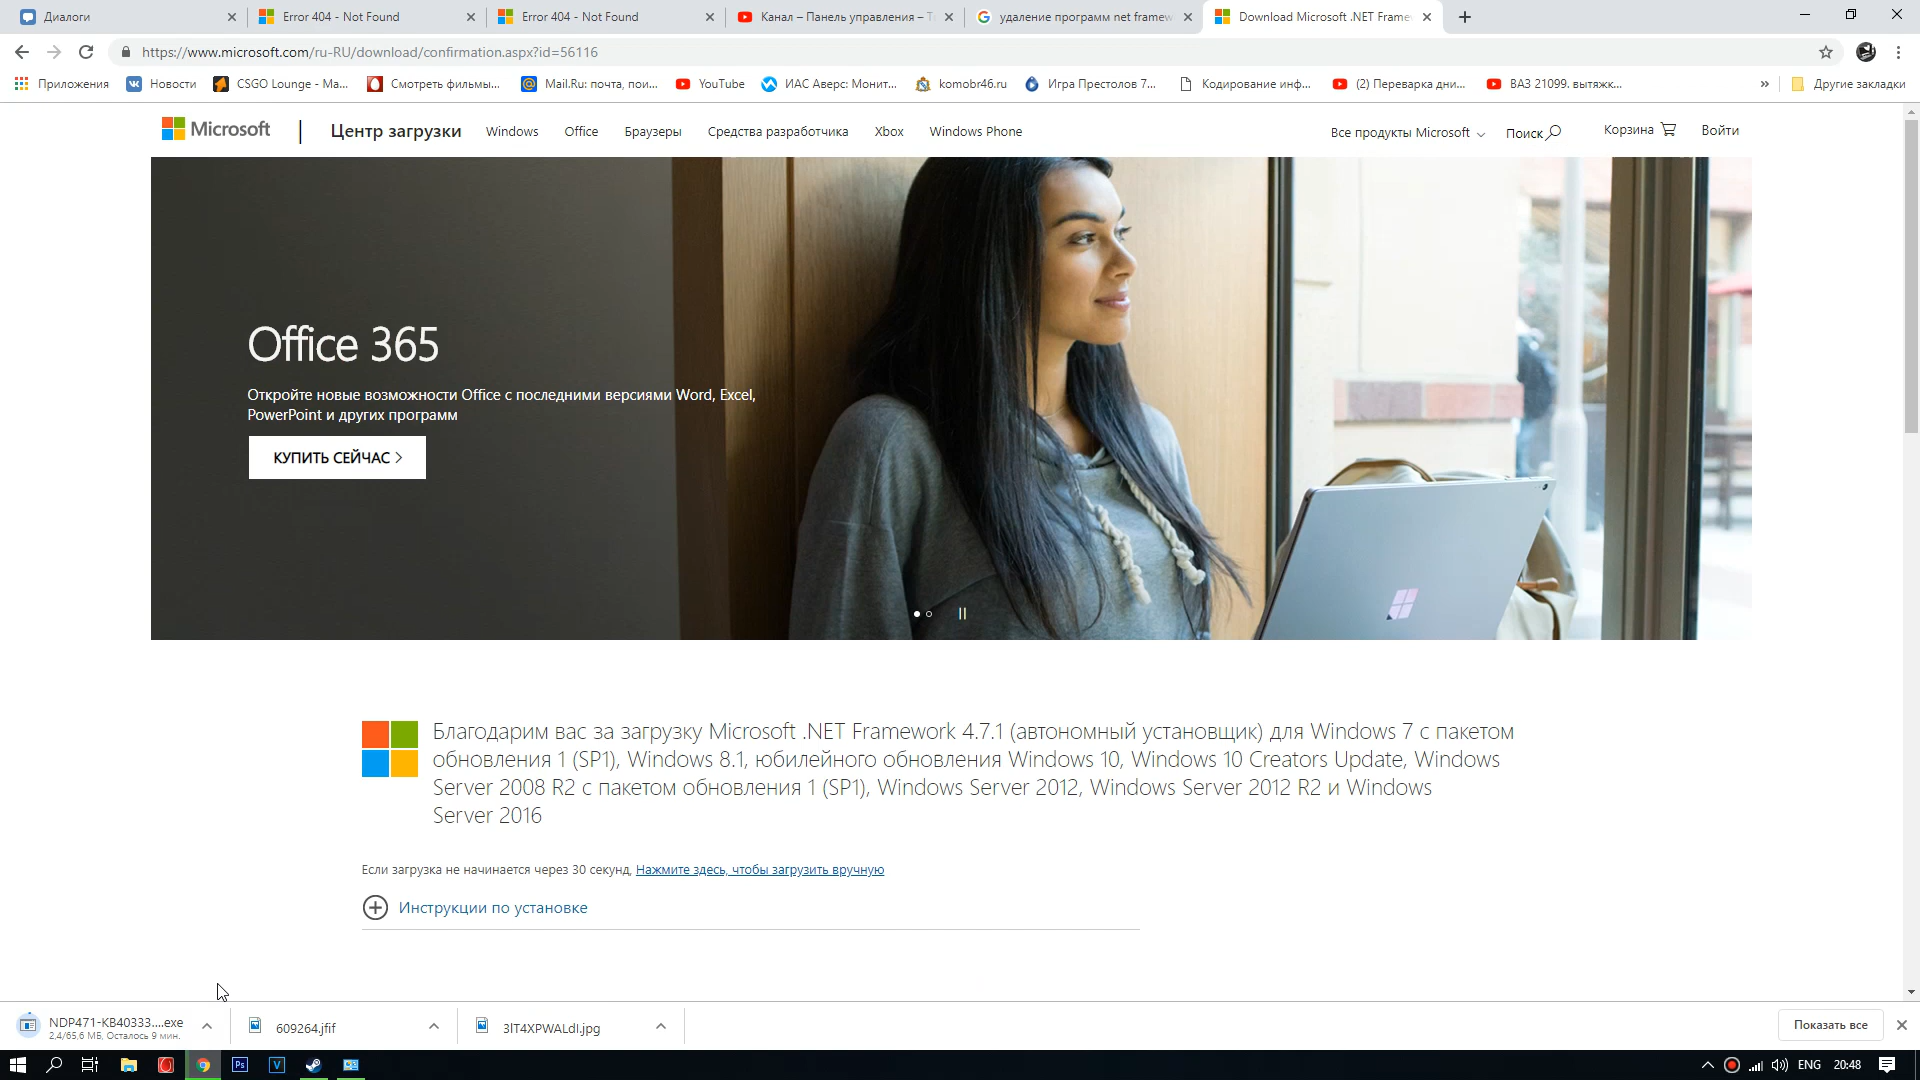 Диалоги
Error 404 - Not Found
Error 404 - Not Found
Канал – Панель управления –
удаление программ net framew
Download Microsoft .NET Frame
https://www.microsoft.com/ru-RU/download/confirmation.aspx?id=56116
Приложения
Новости
CSGO Lounge - Ma...
Смотреть фильмы...
Mail.Ru: почта, пои...
YouTube
ИАС Аверс: Монит...
komobr46.ru
Игра Престолов 7...
Кодирование инф...
(2) Переварка дни...
ВАЗ 21099. вытяжк...
»
Другие закладки
Microsoft
Центр загрузки
Windows
Office
Браузеры
Средства разработчика
Xbox
Windows Phone
Все продукты Microsoft
Поиск
Корзина
Войти
Office 365
Откройте новые возможности Office с последними версиями Word, Excel,
PowerPoint и других программ
КУПИТЬ СЕЙЧАС >
Благодарим вас за загрузку Microsoft .NET Framework 4.7.1 (автономный установщик) для Windows 7 с пакетом
обновления 1 (SP1), Windows 8.1, юбилейного обновления Windows 10, Windows 10 Creators Update, Windows
Server 2008 R2 с пакетом обновления 1 (SP1), Windows Server 2012, Windows Server 2012 R2 и Windows
Server 2016
Если загрузка не начинается через 30 секунд, Нажмите здесь, чтобы загрузить вручную
Инструкции по установке
NDP471-KB40333....exe
2,4/65,6 МБ, Осталось 9 мин.
609264.jfif
3lT4XPWALdI.jpg
Показать все
Ps
V
ENG
20:48